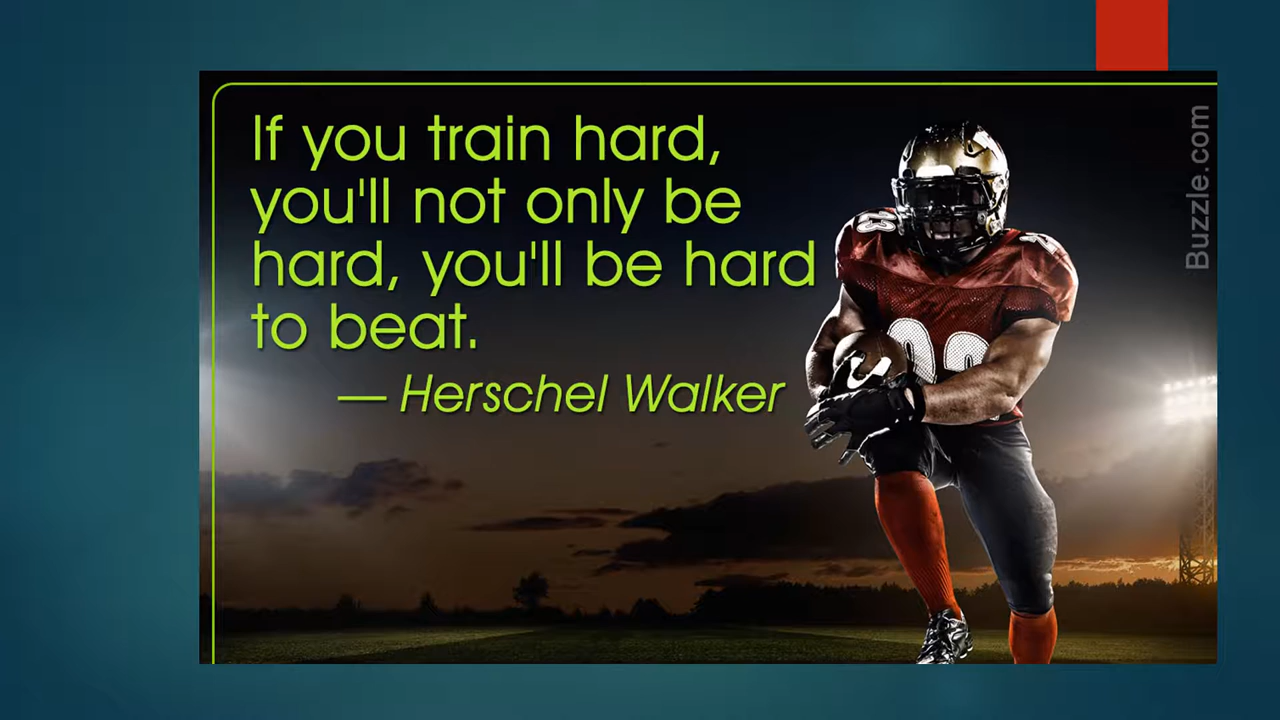 If you train hard,
you'll not only be
hard, you'll be hard
to beat.
— Herschel Walker
Buzzle.com
23